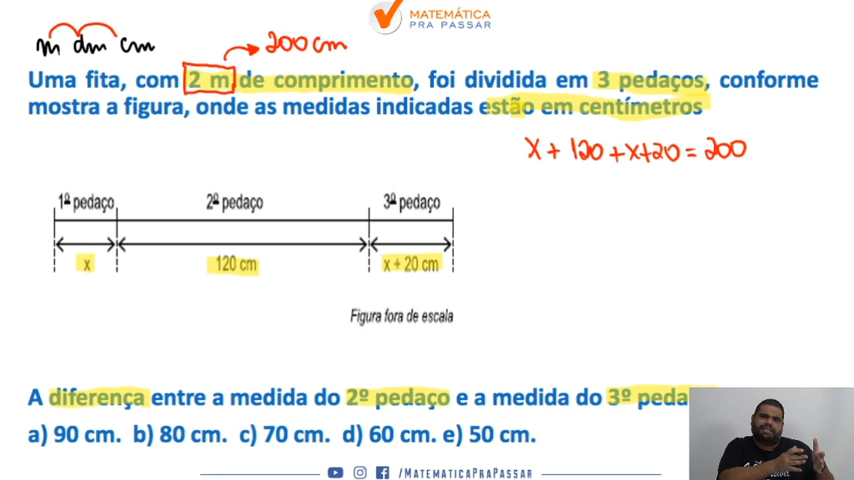 MATEMÁTICA
PRA PASSAR
m dm cm
200 cm
Uma fita, com 2 m de comprimento, foi dividida em 3 pedaços, conforme
mostra a figura, onde as medidas indicadas estão em centímetros
x + 120 + x+20 = 200
1º pedaço 2º pedaço 3º pedaço
x 120 cm x + 20 cm
Figura fora de escala
A diferença entre a medida do 2º pedaço e a medida do 3º peda
a) 90 cm. b) 80 cm. c) 70 cm. d) 60 cm. e) 50 cm.
/MATEMATICAPRAPASSAR